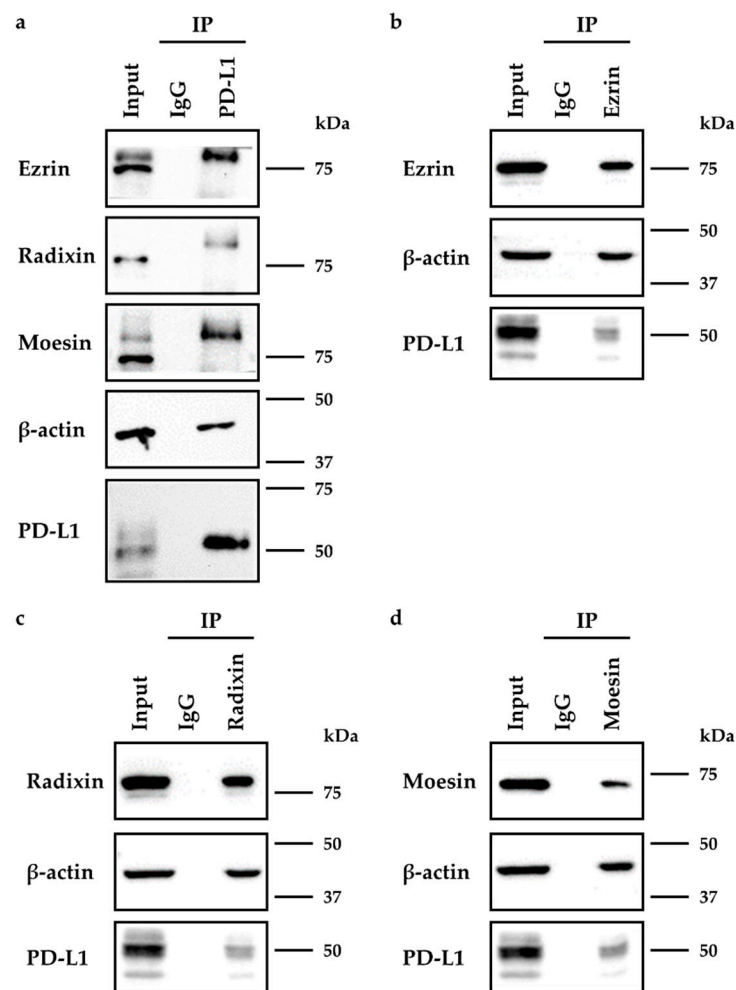 a
IP
Input
IgG
PD-L1
kDa
Ezrin
75
Radixin
75
Moesin
75
β-actin
50
37
PD-L1
75
50
b
IP
Input
IgG
Ezrin
kDa
Ezrin
75
β-actin
50
37
PD-L1
50
c
IP
Input
IgG
Radixin
kDa
Radixin
75
β-actin
50
37
PD-L1
50
d
IP
Input
IgG
Moesin
kDa
Moesin
75
β-actin
50
37
PD-L1
50